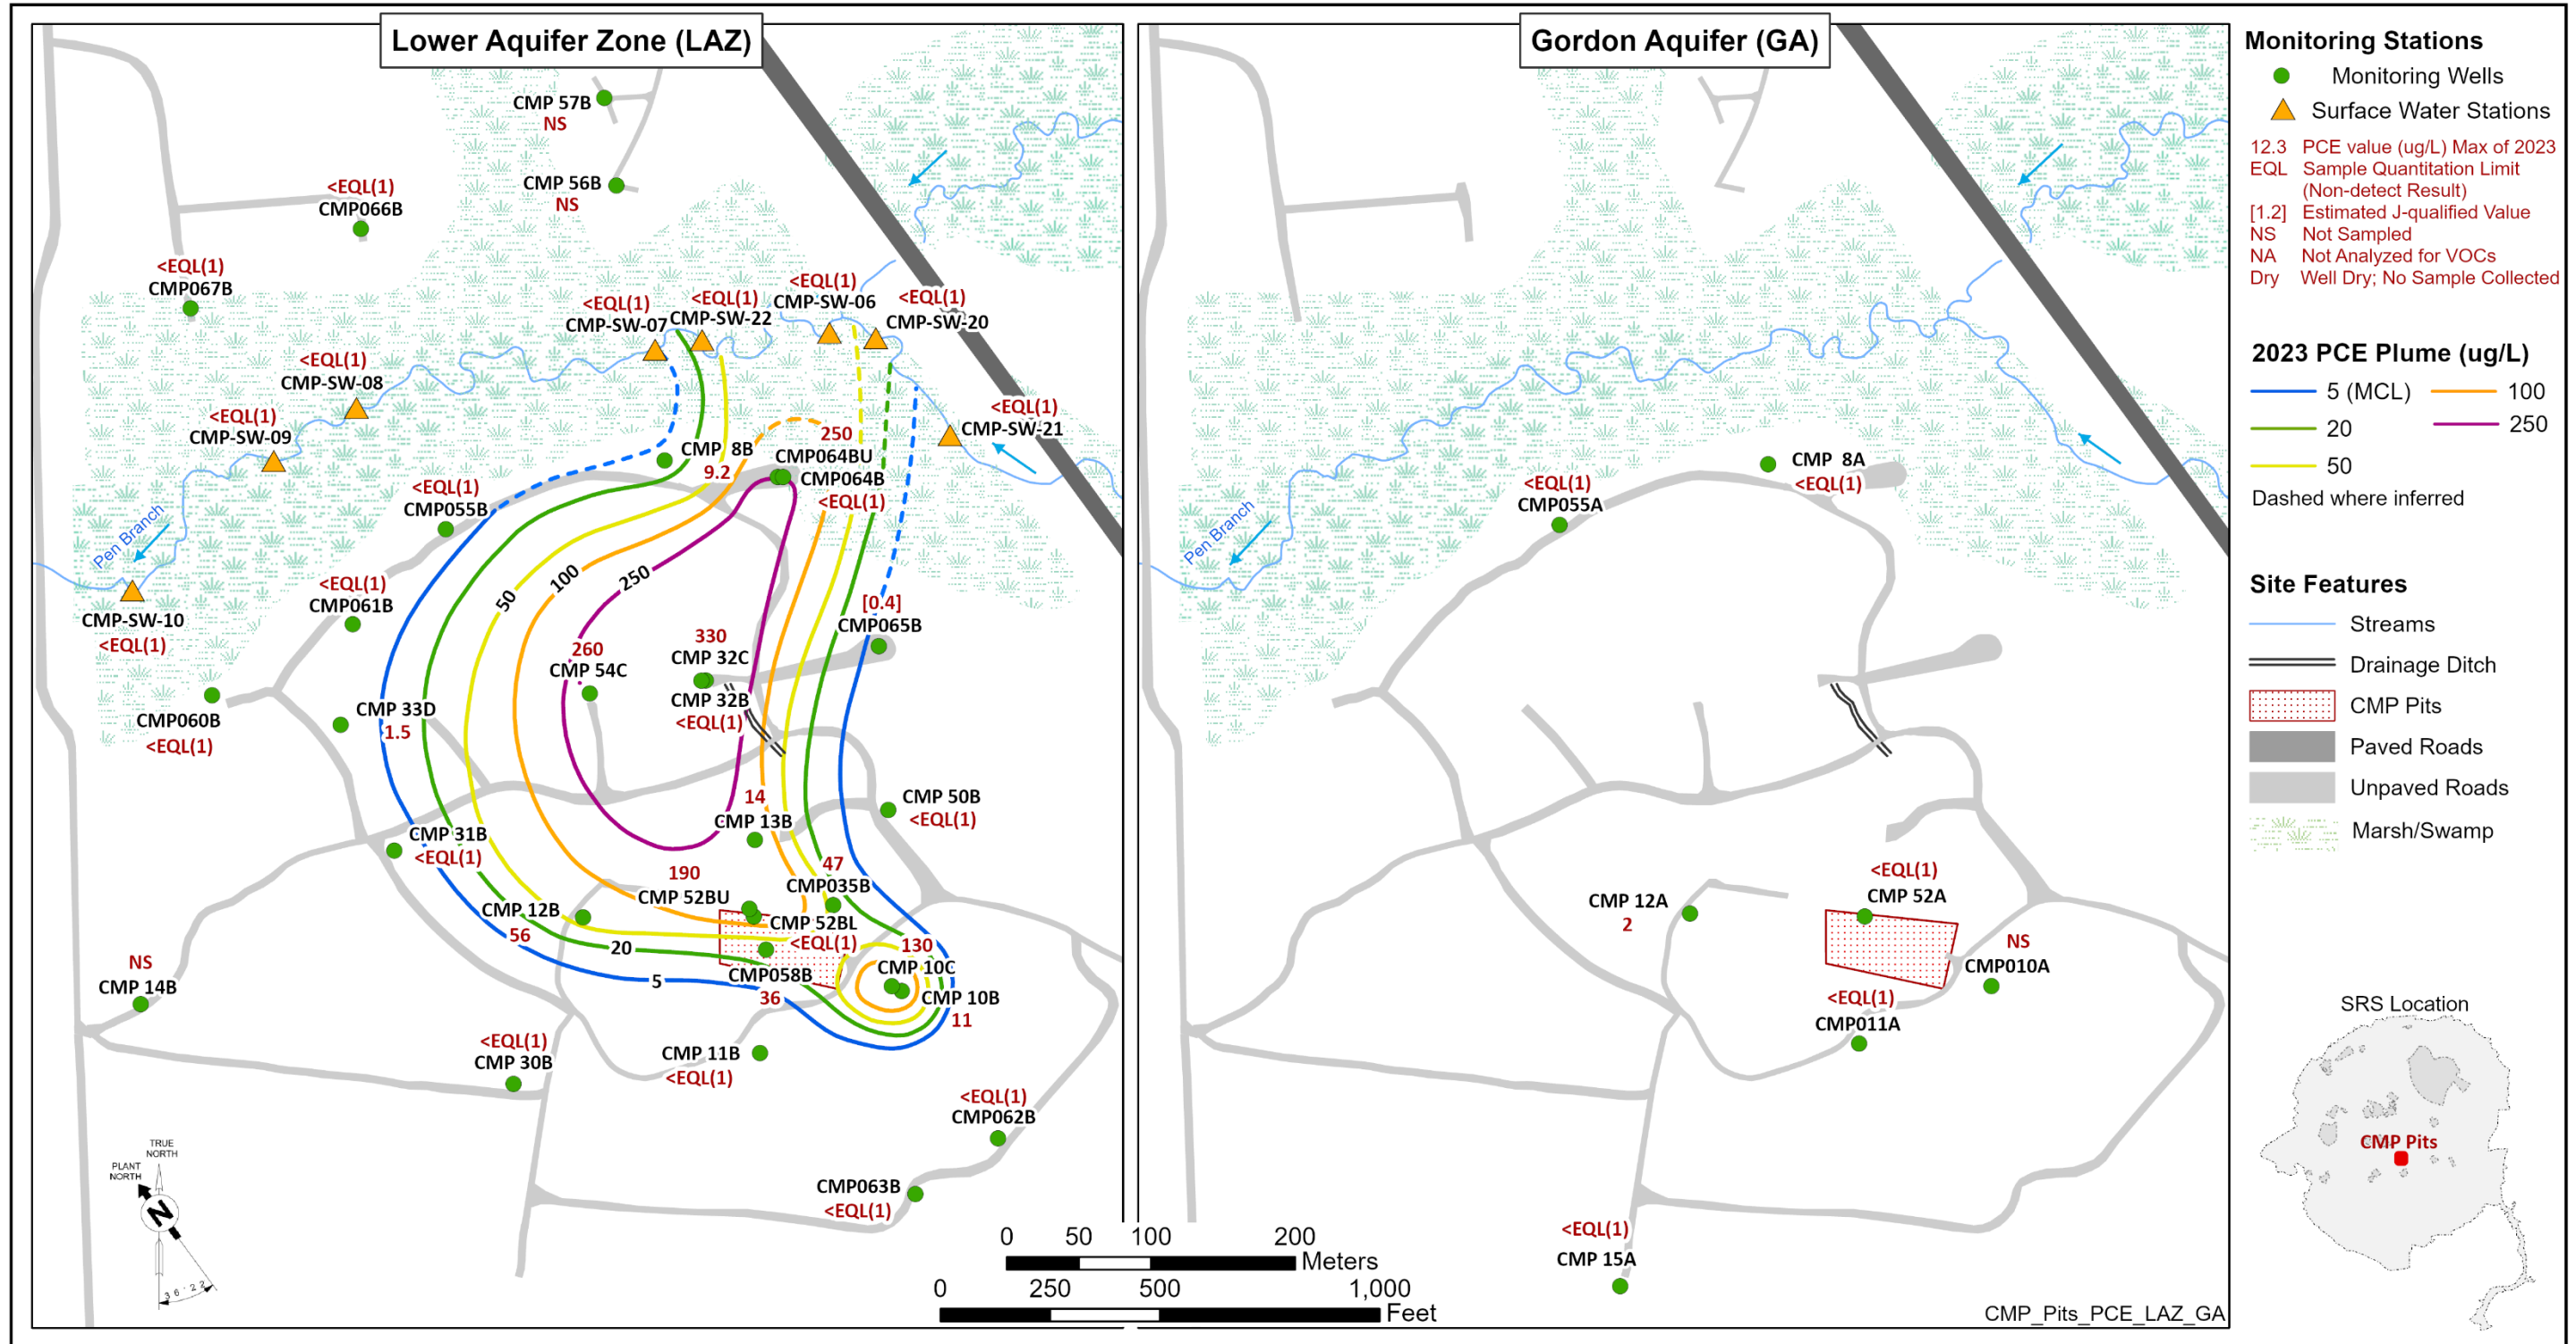 Lower Aquifer Zone (LAZ)
CMP 57B
NS
CMP 56B
NS
<EQL(1)
CMP066B
<EQL(1)
CMP067B
<EQL(1)
CMP-SW-07
<EQL(1)
CMP-SW-22
<EQL(1)
CMP-SW-06
<EQL(1)
CMP-SW-20
<EQL(1)
CMP-SW-08
<EQL(1)
CMP-SW-09
<EQL(1)
CMP-SW-21
CMP 8B
9.2
250
CMP064BU
CMP064B
<EQL(1)
<EQL(1)
CMP055B
Pen Branch
CMP-SW-10
<EQL(1)
<EQL(1)
CMP061B
50
100
250
[0.4]
CMP065B
260
CMP 54C
330
CMP 32C
CMP 32B
<EQL(1)
CMP060B
<EQL(1)
CMP 33D
1.5
14
CMP 13B
CMP 50B
<EQL(1)
CMP 31B
<EQL(1)
190
CMP 52BU
47
CMP035B
CMP 12B
56
CMP 52BL
<EQL(1)
20
5
130
CMP 10C
CMP058B
36
CMP 10B
11
NS
CMP 14B
<EQL(1)
CMP 30B
CMP 11B
<EQL(1)
<EQL(1)
CMP062B
CMP063B
<EQL(1)
TRUE
NORTH
PLANT
NORTH
N
36°22'
0 50 100 200
Meters
0 250 500 1,000
Feet
Gordon Aquifer (GA)
CMP 8A
<EQL(1)
<EQL(1)
CMP055A
Pen Branch
<EQL(1)
CMP 52A
CMP 12A
2
NS
CMP010A
<EQL(1)
CMP011A
<EQL(1)
CMP 15A
CMP_Pits_PCE_LAZ_GA
Monitoring Stations
Monitoring Wells
Surface Water Stations
12.3 PCE value (ug/L) Max of 2023
EQL Sample Quantitation Limit
(Non-detect Result)
[1.2] Estimated J-qualified Value
NS Not Sampled
NA Not Analyzed for VOCs
Dry Well Dry; No Sample Collected
2023 PCE Plume (ug/L)
5 (MCL) 100
20 250
50
Dashed where inferred
Site Features
Streams
Drainage Ditch
CMP Pits
Paved Roads
Unpaved Roads
Marsh/Swamp
SRS Location
CMP Pits